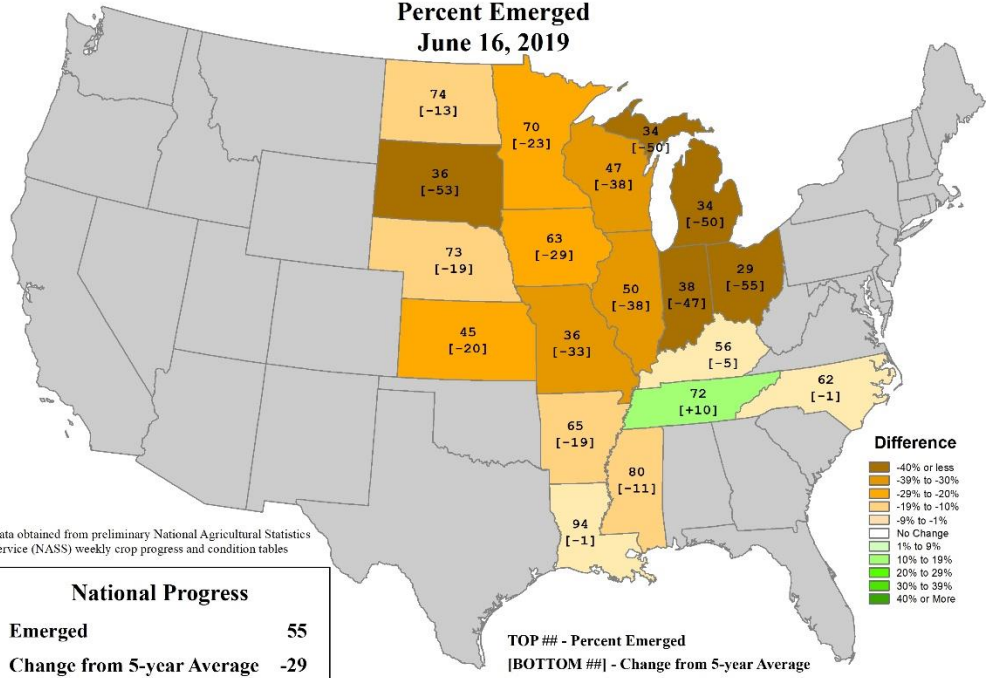 Percent Emerged
June 16, 2019
74
[-13]
70
[-23]
34
[-50]
47
[-38]
36
[-53]
34
[-50]
63
[-29]
73
[-19]
50
[-38]
38
[-47]
29
[-55]
45
[-20]
36
[-33]
56
[-5]
72
[+10]
62
[-1]
65
[-19]
80
[-11]
94
[-1]
Difference
-40% or less
-39% to -30%
-29% to -20%
-19% to -10%
-9% to -1%
No Change
1% to 9%
10% to 19%
20% to 29%
30% to 39%
40% or More
ata obtained from preliminary National Agricultural Statistics
ervice (NASS) weekly crop progress and condition tables
National Progress
Emerged 55
Change from 5-year Average -29
TOP ## - Percent Emerged
[BOTTOM ##] - Change from 5-year Average